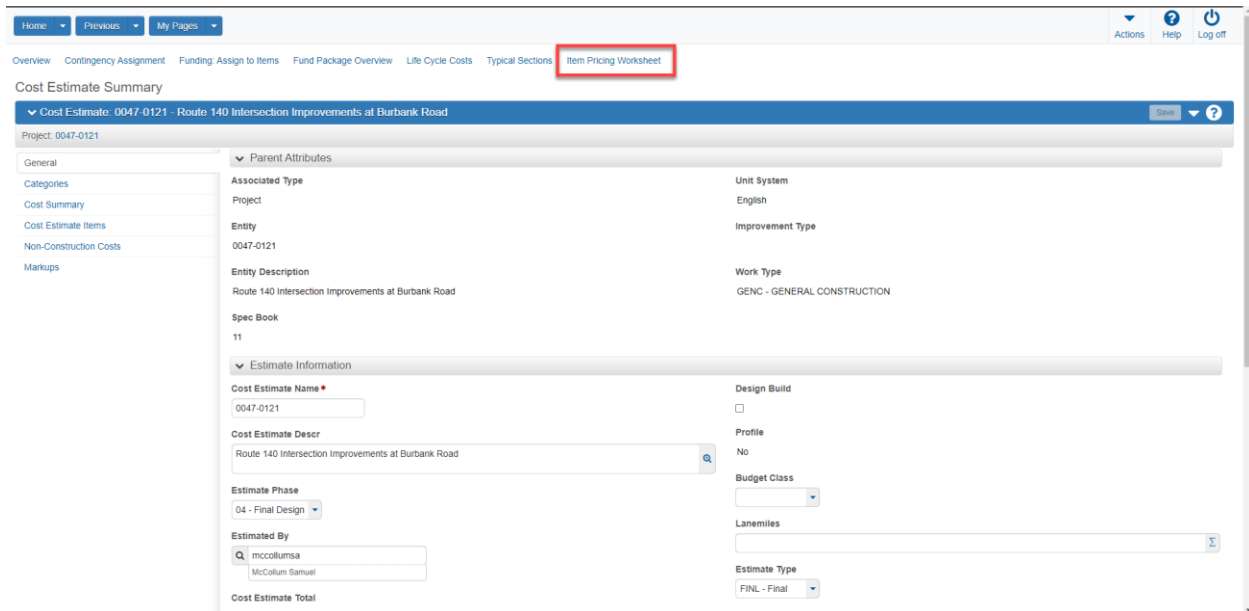 Home Previous My Pages
Actions Help Log off
Overview Contingency Assignment Funding: Assign to Items Fund Package Overview Life Cycle Costs Typical Sections Item Pricing Worksheet
Cost Estimate Summary
Cost Estimate: 0047-0121 - Route 140 Intersection Improvements at Burbank Road Save
Project: 0047-0121
General
Categories
Cost Summary
Cost Estimate Items
Non-Construction Costs
Markups
Parent Attributes
Associated Type
Project
Entity
0047-0121
Entity Description
Route 140 Intersection Improvements at Burbank Road
Spec Book
11
Unit System
English
Improvement Type
Work Type
GENC - GENERAL CONSTRUCTION
Estimate Information
Cost Estimate Name*
0047-0121
Cost Estimate Descr
Route 140 Intersection Improvements at Burbank Road
Estimate Phase
04 - Final Design
Estimated By
mccollumsa
McCollum Samuel
Cost Estimate Total
Design Build
Profile
No
Budget Class
Lanemiles
Σ
Estimate Type
FINL - Final